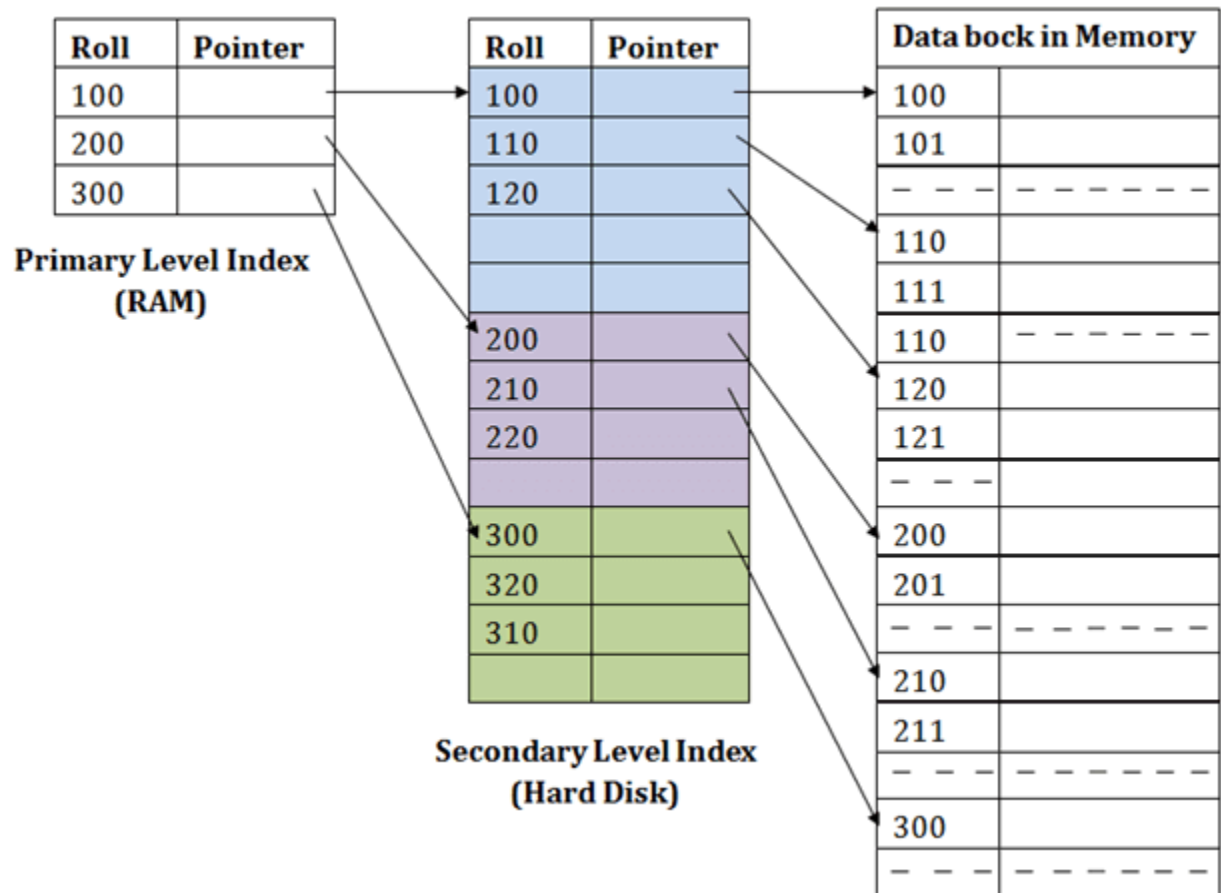 Roll Pointer
100
200
300
Primary Level Index
(RAM)
Roll Pointer
100
110
120
200
210
220
300
320
310
Secondary Level Index
(Hard Disk)
Data bock in Memory
100
101
— — — — — — — — —
110
111
110 — — — — — —
120
121
— — —
200
201
— — — — — — — — —
210
211
— — — — — — — — —
300
— — — — — — — — —